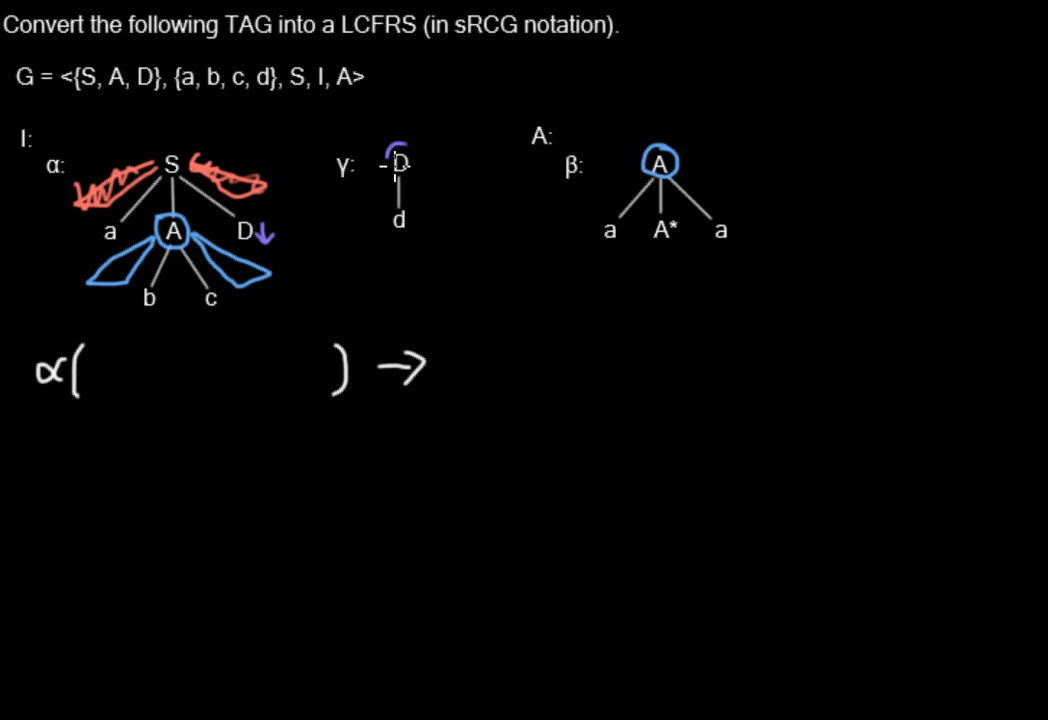 Convert the following TAG into a LCFRS (in sRCG notation).
G = <{S, A, D}, {a, b, c, d}, S, I, A>
I:
A:
α: S
γ: D
β: A
a A D↓
d
a A* a
b c
α( ) →